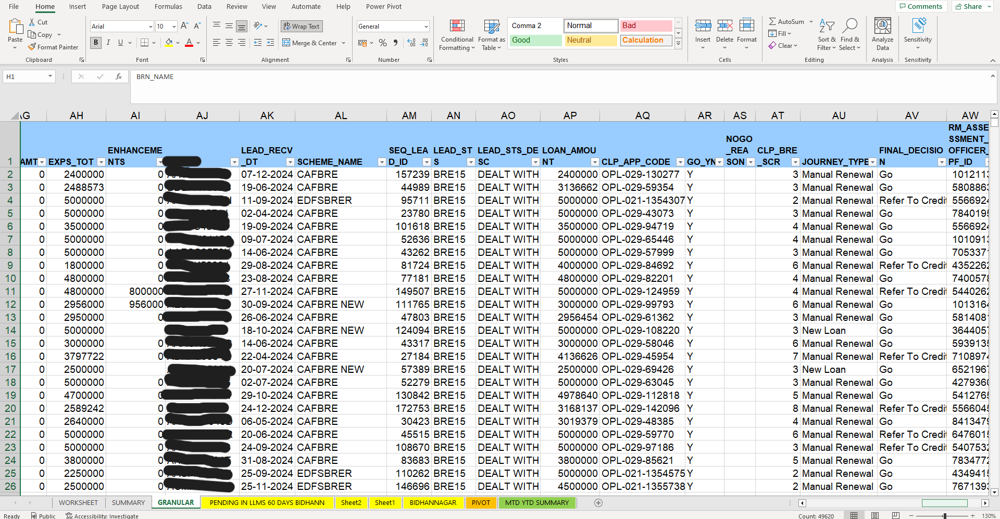 File Home Insert Page Layout Formulas Data Review View Automate Help Power Pivot Comments Share
Paste Cut Copy Format Painter Clipboard
Arial 10 B I U Font
Wrap Text Merge & Center Alignment
General Number
Conditional Formatting Format as Table Comma 2 Normal Bad Good Neutral Calculation Styles
Insert Delete Format Cells
AutoSum Fill Clear Sort & Filter Find & Select Editing
Analyze Data Analysis
Sensitivity Sensitivity
H1 fx BRN_NAME
AG AH AI AJ AK AL AM AN AO AP AQ AR AS AT AU AV AW
1 AMT EXPS_TOT ENHANCEMENTS LEAD_RECV_DT SCHEME_NAME SEQ_LEAD_ID LEAD_STS LEAD_STS_DESC LOAN_AMOUNT CLP_APP_CODE GO_YN NOGO_REASON CLP_BRE_SCR JOURNEY_TYPE FINAL_DECISION RM_ASSESSMENT_OFFICER_PF_ID
2 0 2400000 0 07-12-2024 CAFBRE 157239 BRE15 DEALT WITH 2400000 OPL-029-130277 Y 3 Manual Renewal Go 1012113
3 0 2488573 0 19-06-2024 CAFBRE 44989 BRE15 DEALT WITH 3136662 OPL-029-59354 Y 3 Manual Renewal Go 5808863
4 0 5000000 0 11-09-2024 EDFSBRER 95711 BRE15 DEALT WITH 5000000 OPL-021-1354307 Y 2 Manual Renewal Refer To Credit 5566924
5 0 5000000 0 02-04-2024 CAFBRE 23780 BRE15 DEALT WITH 5000000 OPL-029-43073 Y 3 Manual Renewal Go 7840195
6 0 3500000 0 19-09-2024 CAFBRE 101618 BRE15 DEALT WITH 3500000 OPL-029-94719 Y 4 Manual Renewal Go 5566924
7 0 5000000 0 09-07-2024 CAFBRE 52636 BRE15 DEALT WITH 5000000 OPL-029-65446 Y 4 Manual Renewal Go 1010913
8 0 5000000 0 14-06-2024 CAFBRE 43262 BRE15 DEALT WITH 5000000 OPL-029-57999 Y 3 Manual Renewal Go 7053371
9 0 1800000 0 29-08-2024 CAFBRE 81724 BRE15 DEALT WITH 4000000 OPL-029-84692 Y 6 Manual Renewal Refer To Credit 4352262
10 0 4800000 0 23-08-2024 CAFBRE 77181 BRE15 DEALT WITH 4800000 OPL-029-82201 Y 4 Manual Renewal Go 7400578
11 0 4800000 800000 27-11-2024 CAFBRE 149507 BRE15 DEALT WITH 5000000 OPL-029-124959 Y 4 Manual Renewal Refer To Credit 5440262
12 0 2956000 956000 30-09-2024 CAFBRE NEW 111765 BRE15 DEALT WITH 3000000 OPL-029-99793 Y 6 Manual Renewal Go 1013164
13 0 2950000 0 26-06-2024 CAFBRE 47803 BRE15 DEALT WITH 2956454 OPL-029-61362 Y 3 Manual Renewal Go 5814081
14 0 5000000 0 18-10-2024 CAFBRE NEW 124094 BRE15 DEALT WITH 5000000 OPL-029-108220 Y 3 New Loan Go 3644057
15 0 3000000 0 14-06-2024 CAFBRE 43317 BRE15 DEALT WITH 3000000 OPL-029-58046 Y 6 Manual Renewal Go 5939135
16 0 3797722 0 22-04-2024 CAFBRE 27184 BRE15 DEALT WITH 4136626 OPL-029-45954 Y 7 Manual Renewal Refer To Credit 7108974
17 0 2500000 0 20-07-2024 CAFBRE NEW 57389 BRE15 DEALT WITH 2500000 OPL-029-69426 Y 3 New Loan Go 6521967
18 0 5000000 0 02-07-2024 CAFBRE 52279 BRE15 DEALT WITH 5000000 OPL-029-63045 Y 3 Manual Renewal Go 4279360
19 0 4700000 0 29-10-2024 CAFBRE 130842 BRE15 DEALT WITH 4978640 OPL-029-112818 Y 5 Manual Renewal Go 5412765
20 0 2589242 0 24-12-2024 CAFBRE 172753 BRE15 DEALT WITH 3168137 OPL-029-142096 Y 8 Manual Renewal Refer To Credit 5566045
21 0 2640000 0 06-05-2024 CAFBRE 30423 BRE15 DEALT WITH 3019379 OPL-029-48385 Y 4 Manual Renewal Go 8413479
22 0 5000000 0 20-06-2024 CAFBRE 45515 BRE15 DEALT WITH 5000000 OPL-029-59770 Y 6 Manual Renewal Refer To Credit 6476015
23 0 5000000 0 24-09-2024 CAFBRE 108670 BRE15 DEALT WITH 5000000 OPL-029-97186 Y 3 Manual Renewal Refer To Credit 5407532
24 0 3800000 0 31-08-2024 CAFBRE 83683 BRE15 DEALT WITH 3800000 OPL-029-85621 Y 5 Manual Renewal Go 7834772
25 0 2250000 0 25-09-2024 EDFSBRER 110262 BRE15 DEALT WITH 5000000 OPL-021-1354575 Y 2 Manual Renewal Go 4349415
26 0 2500000 0 25-11-2024 EDFSBRER 146696 BRE15 DEALT WITH 4500000 OPL-021-1355738 Y 2 Manual Renewal Go 7671393
WORKSHEET SUMMARY GRANULAR PENDING IN LLMS 60 DAYS BIDHANN Sheet2 Sheet1 BIDHANNAGAR PIVOT MTD YTD SUMMARY
Ready Public Accessibility: Investigate Count: 49620 130%